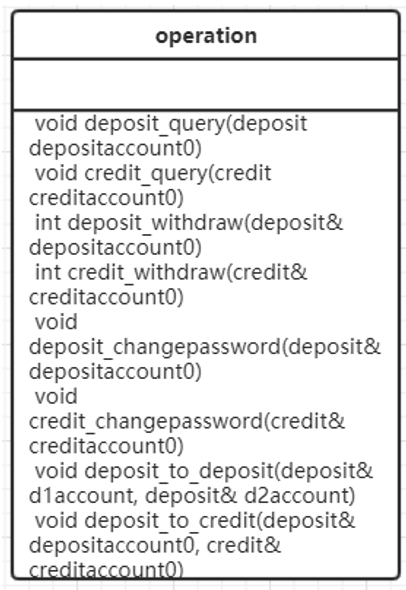 operation
void deposit_query(deposit
depositaccount0)
void credit_query(credit
creditaccount0)
int deposit_withdraw(deposit&
depositaccount0)
int credit_withdraw(credit&
creditaccount0)
void
deposit_changepassword(deposit&
depositaccount0)
void
credit_changepassword(credit&
creditaccount0)
void deposit_to_deposit(deposit&
d1account, deposit& d2account)
void deposit_to_credit(deposit&
depositaccount0, credit&
creditaccount0)